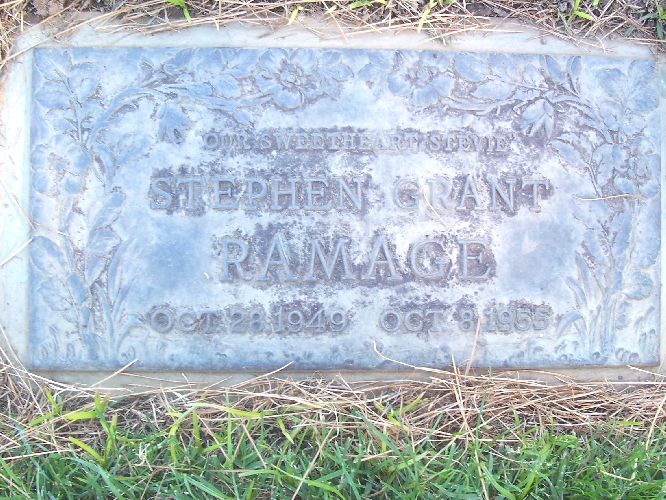 OUR SWEETHEART STEVIE
STEPHEN GRANT
RAMAGE
OCT. 28, 1949 OCT. 8, 1955